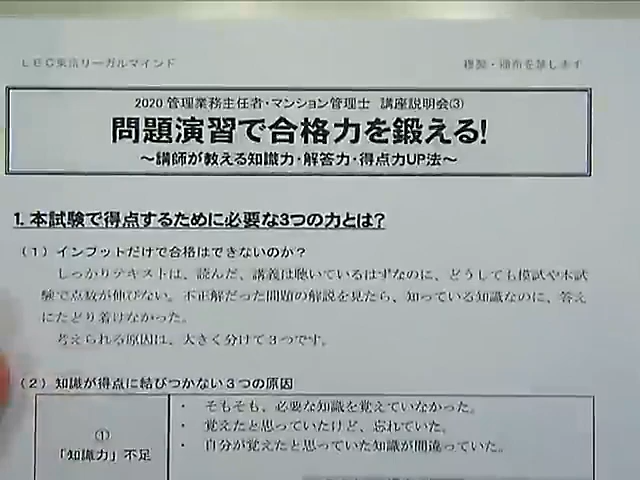 LEC東京リーガルマインド
複製・頒布を禁じます
2020 管理業務主任者・マンション管理士 講座説明会(3)
問題演習で合格力を鍛える!
～講師が教える知識力・解答力・得点力UP法～
1. 本試験で得点するために必要な3つの力とは?
(1) インプットだけで合格はできないのか?
しっかりテキストは、読んだ、講義は聴いているはずなのに、どうしても模試や本試
験で点数が伸びない。不正解だった問題の解説を見たら、知っている知識なのに、答え
にたどり着けなかった。
考えられる原因は、大きく分けて3つです。
(2) 知識が得点に結びつかない3つの原因
①
「知識力」不足
・ そもそも、必要な知識を覚えていなかった。
・ 覚えたと思っていたけど、忘れていた。
・ 自分が覚えたと思っていた知識が間違っていた。